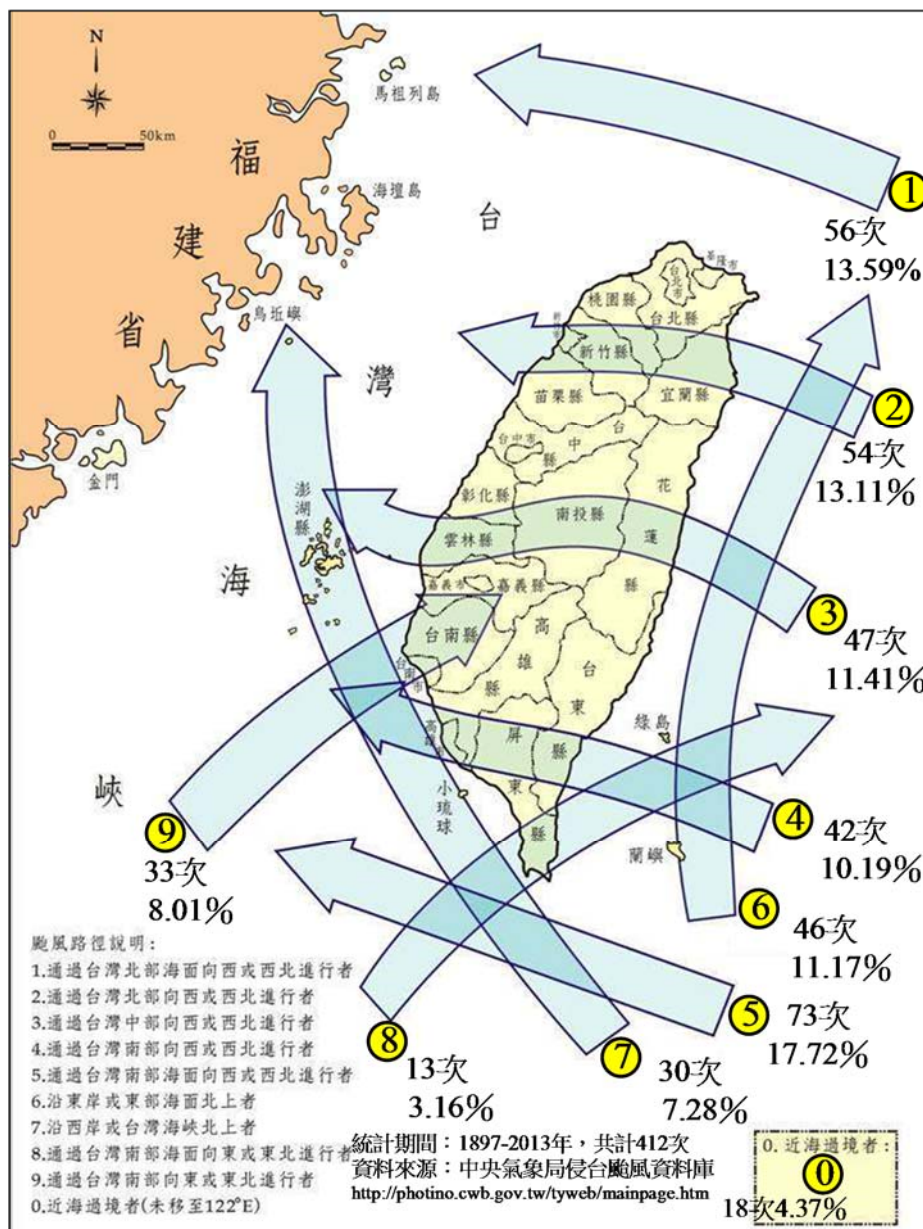 N
0 50km
馬祖列島
福
建
省
海壇島
烏坵嶼
金門
台
灣
海
峽
1
56次
13.59%
基隆市
台北市
桃園縣
台北縣
新竹縣
宜蘭縣
苗栗縣
2
54次
13.11%
台中市
台
中
縣
花
蓮
縣
彰化縣
南投縣
雲林縣
澎湖縣
3
47次
11.41%
嘉義市
嘉義縣
台南縣
台南市
高
雄
縣
台
東
縣
綠島
屏
東
縣
小琉球
蘭嶼
9
33次
8.01%
4
42次
10.19%
6
46次
11.17%
5
73次
17.72%
8
13次
3.16%
7
30次
7.28%
颱風路徑說明:
1.通過台灣北部海面向西或西北進行者
2.通過台灣北部向西或西北進行者
3.通過台灣中部向西或西北進行者
4.通過台灣南部向西或西北進行者
5.通過台灣南部海面向西或西北進行者
6.沿東岸或東部海面北上者
7.沿西岸或台灣海峽北上者
8.通過台灣南部海面向東或東北進行者
9.通過台灣南部向東或東北進行者
0.近海過境者(未移至122°E)
統計期間：1897-2013年，共計412次
資料來源：中央氣象局侵台颱風資料庫
http://photino.cwb.gov.tw/tyweb/mainpage.htm
0.近海過境者:
0
18次4.37%